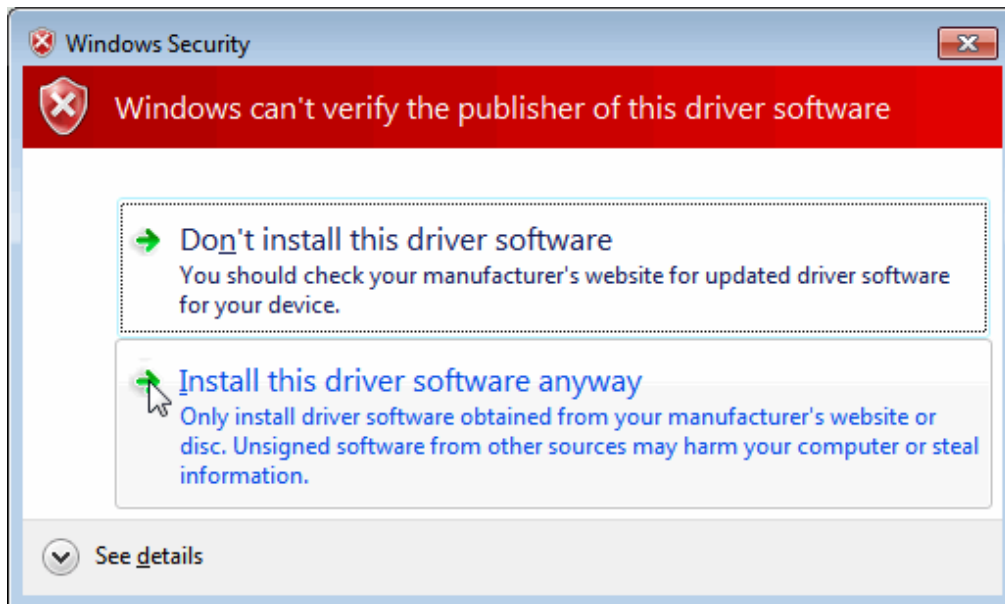 Windows Security
Windows can't verify the publisher of this driver software
Don't install this driver software
You should check your manufacturer's website for updated driver software
for your device.
Install this driver software anyway
Only install driver software obtained from your manufacturer's website or
disc. Unsigned software from other sources may harm your computer or steal
information.
See details